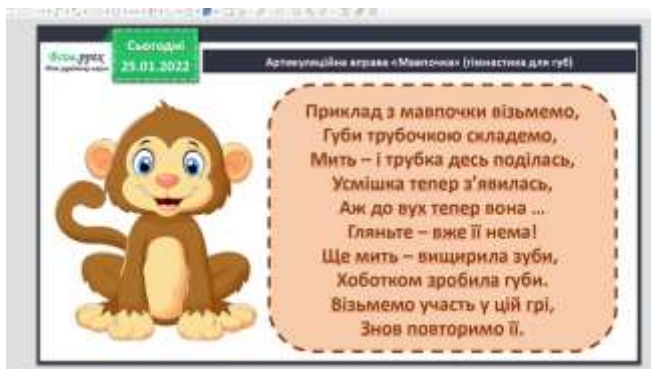 Сьогодні
25.01.2022
Артикуляційна вправа «Мавпочка» (гімнастика для губ)
Приклад з мавпочки візьмемо,
Губи трубочкою складемо,
Мить – і трубка десь поділась,
Усмішка тепер з’явилась,
Аж до вух тепер вона ...
Гляньте – вже її нема!
Ще мить – вищирила зуби,
Хоботком зробила губи.
Візьмемо участь у цій грі,
Знов повторимо її.